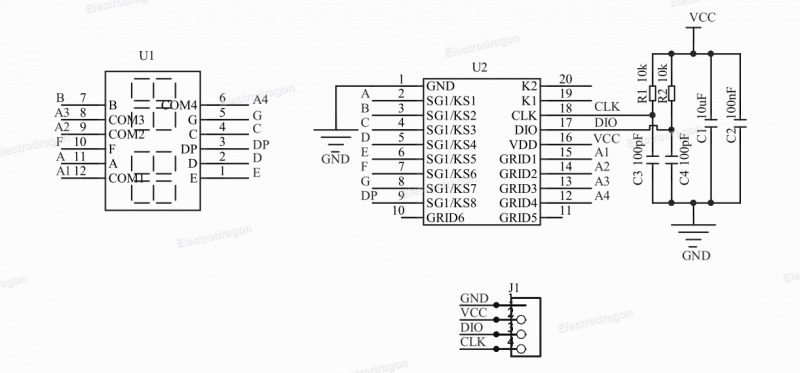 VCC
U1
U2
B 7 B COM4 6 A4
A3 8 COM3 G 5 G
A2 9 COM2 C 4 C
F 10 F DP 3 DP
A 11 A D 2 D
A1 12 COM1 E 1 E
1 GND K2 20
A 2 SG1/KS1 K1 19
B 3 SG1/KS2 CLK 18 CLK
C 4 SG1/KS3 DIO 17 DIO
D 5 SG1/KS4 VDD 16 VCC
E 6 SG1/KS5 GRID1 15 A1
F 7 SG1/KS6 GRID2 14 A2
G 8 SG1/KS7 GRID3 13 A3
DP 9 SG1/KS8 GRID4 12 A4
10 GRID6 GRID5 11
GND
R1 10k
R2 10k
C1 10uF
C2 100nF
C3 100pF
C4 100pF
GND
J1
GND 1
VCC 2
DIO 3
CLK 4
Electrodragon
Electrodragon
Electrodragon
Electrodragon